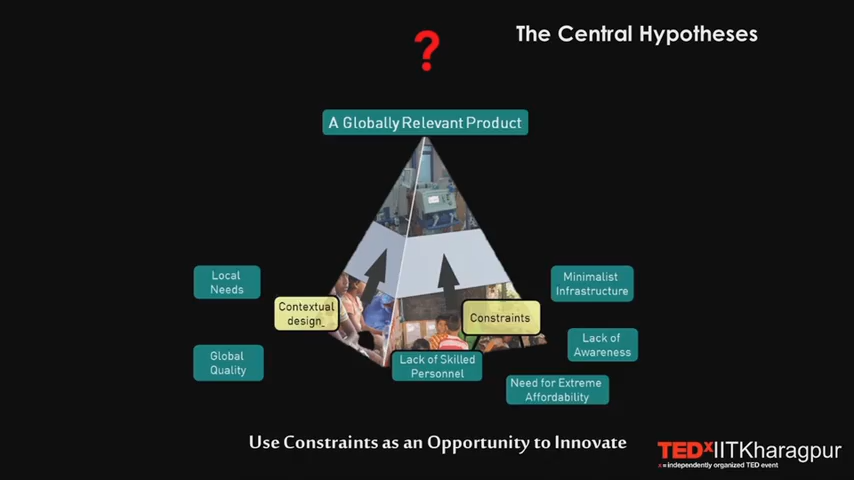 The Central Hypotheses
?
A Globally Relevant Product
Local
Needs
Contextual
design_
Global
Quality
Minimalist
Infrastructure
Constraints
Lack of
Awareness
Lack of Skilled
Personnel
Need for Extreme
Affordability
Use Constraints as an Opportunity to Innovate
TEDxIITKharagpur
x = independently organized TED event